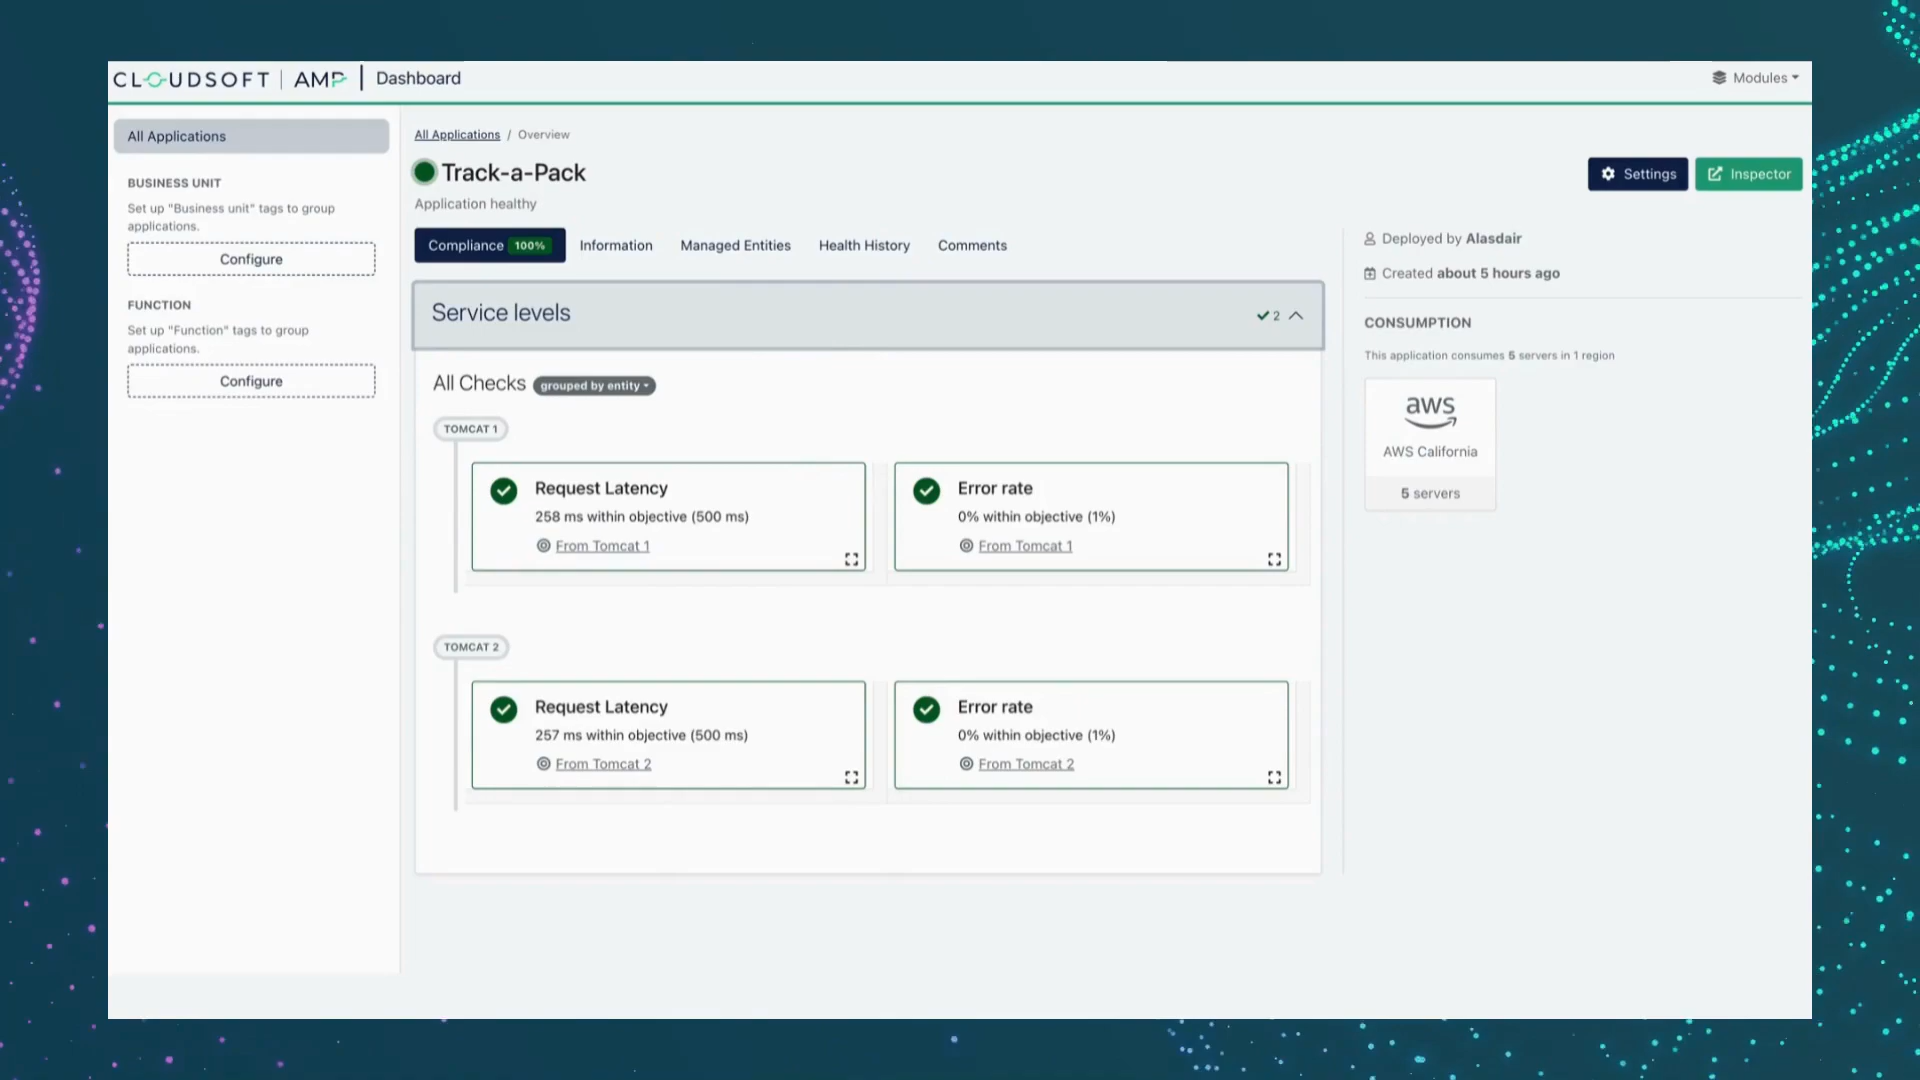 CLOUDSOFT | AMP | Dashboard
Modules
All Applications
BUSINESS UNIT
Set up "Business unit" tags to group
applications.
Configure
FUNCTION
Set up "Function" tags to group
applications.
Configure
All Applications / Overview
Track-a-Pack
Application healthy
Settings
Inspector
Compliance 100%
Information
Managed Entities
Health History
Comments
Service levels
2
All Checks grouped by entity
TOMCAT 1
Request Latency
258 ms within objective (500 ms)
From Tomcat 1
Error rate
0% within objective (1%)
From Tomcat 1
TOMCAT 2
Request Latency
257 ms within objective (500 ms)
From Tomcat 2
Error rate
0% within objective (1%)
From Tomcat 2
Deployed by Alasdair
Created about 5 hours ago
CONSUMPTION
This application consumes 5 servers in 1 region
aws
AWS California
5 servers